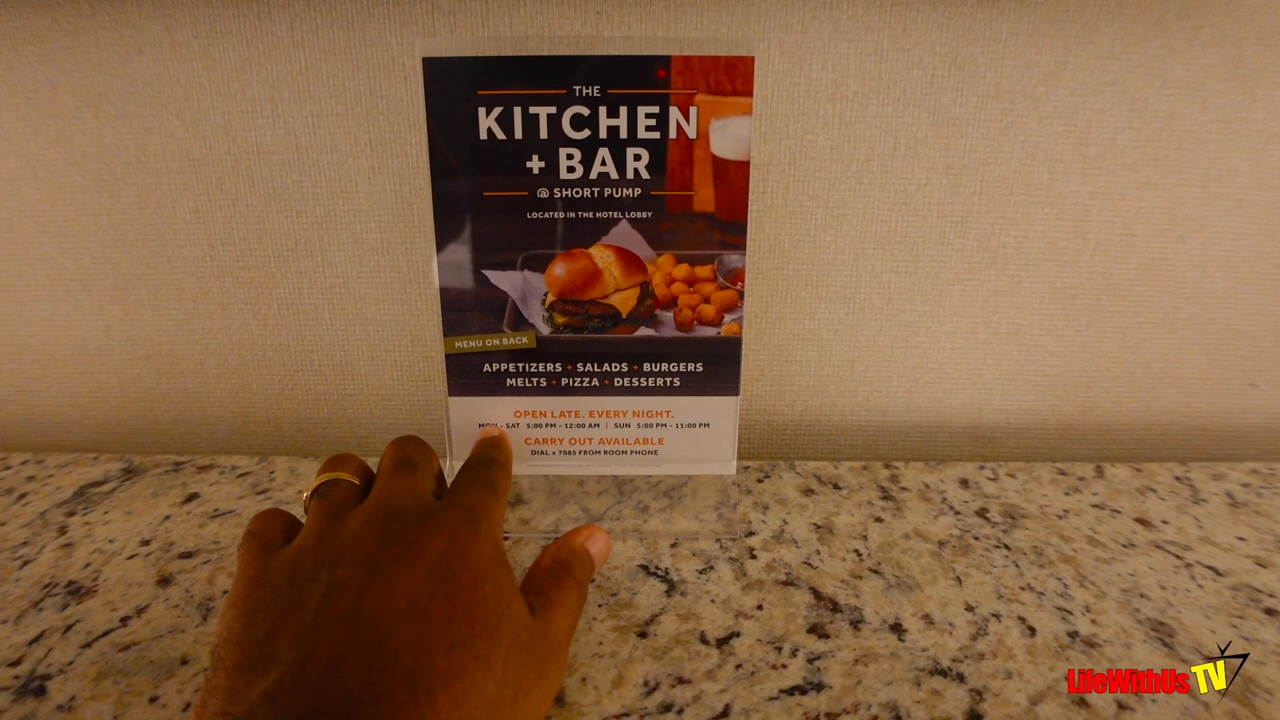 THE
KITCHEN
+ BAR
@ SHORT PUMP
LOCATED IN THE HOTEL LOBBY
MENU ON BACK
APPETIZERS + SALADS + BURGERS
MELTS + PIZZA + DESSERTS
OPEN LATE. EVERY NIGHT.
MON - SAT 5:00 PM - 12:00 AM | SUN 5:00 PM - 11:00 PM
CARRY OUT AVAILABLE
DIAL x 7085 FROM ROOM PHONE
LifeWithUs TV